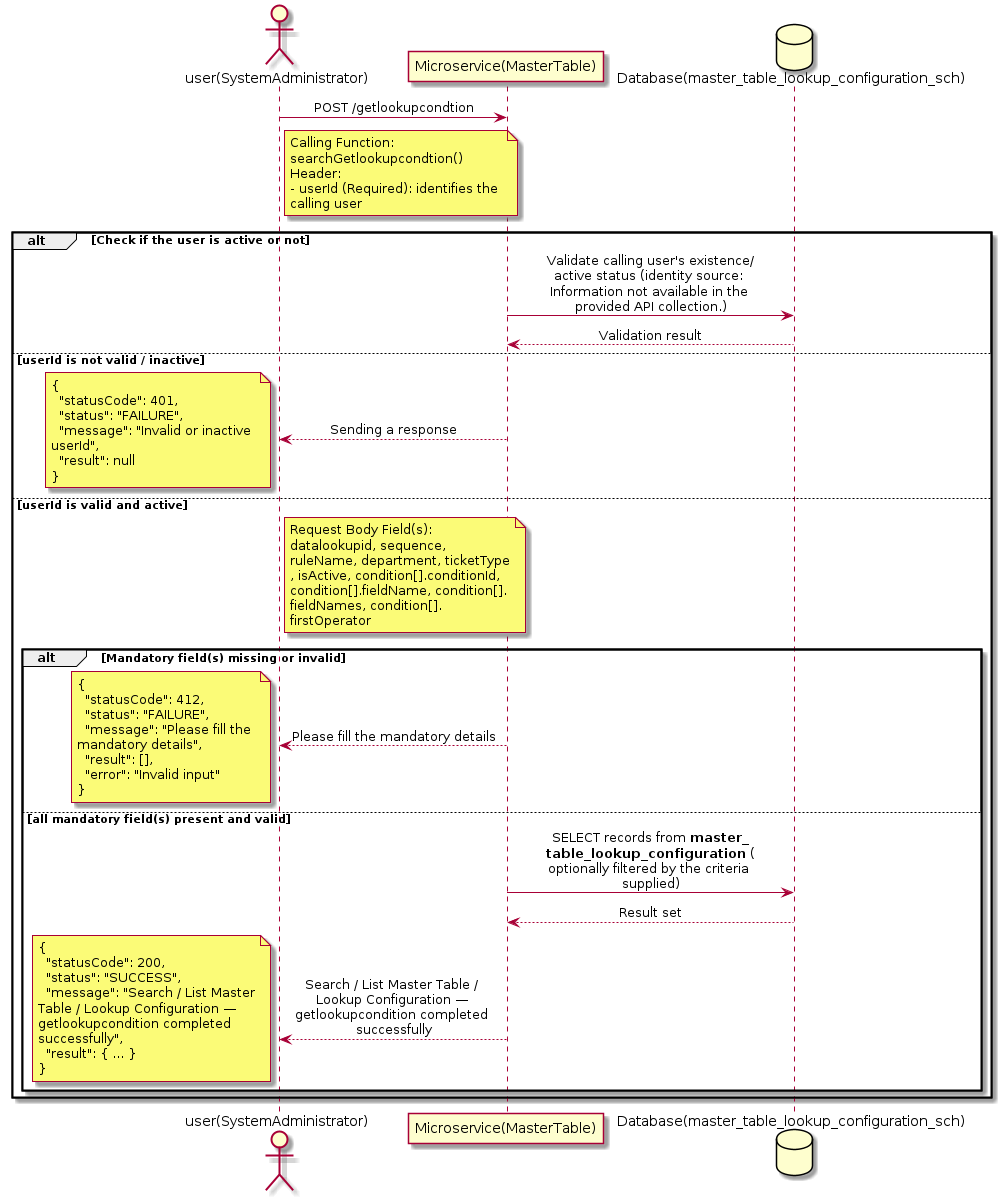 user(SystemAdministrator)
Microservice(MasterTable)
Database(master_table_lookup_configuration_sch)
POST /getlookupcondtion
Calling Function:
searchGetlookupcondtion()
Header:
- userId (Required): identifies the
calling user
alt
[Check if the user is active or not]
Validate calling user's existence/
active status (identity source:
Information not available in the
provided API collection.)
Validation result
[userId is not valid / inactive]
{
"statusCode": 401,
"status": "FAILURE",
"message": "Invalid or inactive
userId",
"result": null
}
Sending a response
[userId is valid and active]
Request Body Field(s):
datalookupid, sequence,
ruleName, department, ticketType
, isActive, condition[].conditionId,
condition[].fieldName, condition[].
fieldNames, condition[].
firstOperator
alt
[Mandatory field(s) missing or invalid]
{
"statusCode": 412,
"status": "FAILURE",
"message": "Please fill the
mandatory details",
"result": [],
"error": "Invalid input"
}
Please fill the mandatory details
[all mandatory field(s) present and valid]
SELECT records from master_
table_lookup_configuration (
optionally filtered by the criteria
supplied)
Result set
{
"statusCode": 200,
"status": "SUCCESS",
"message": "Search / List Master
Table / Lookup Configuration —
getlookupcondition completed
successfully",
"result": { ... }
}
Search / List Master Table /
Lookup Configuration —
getlookupcondition completed
successfully
user(SystemAdministrator)
Microservice(MasterTable)
Database(master_table_lookup_configuration_sch)